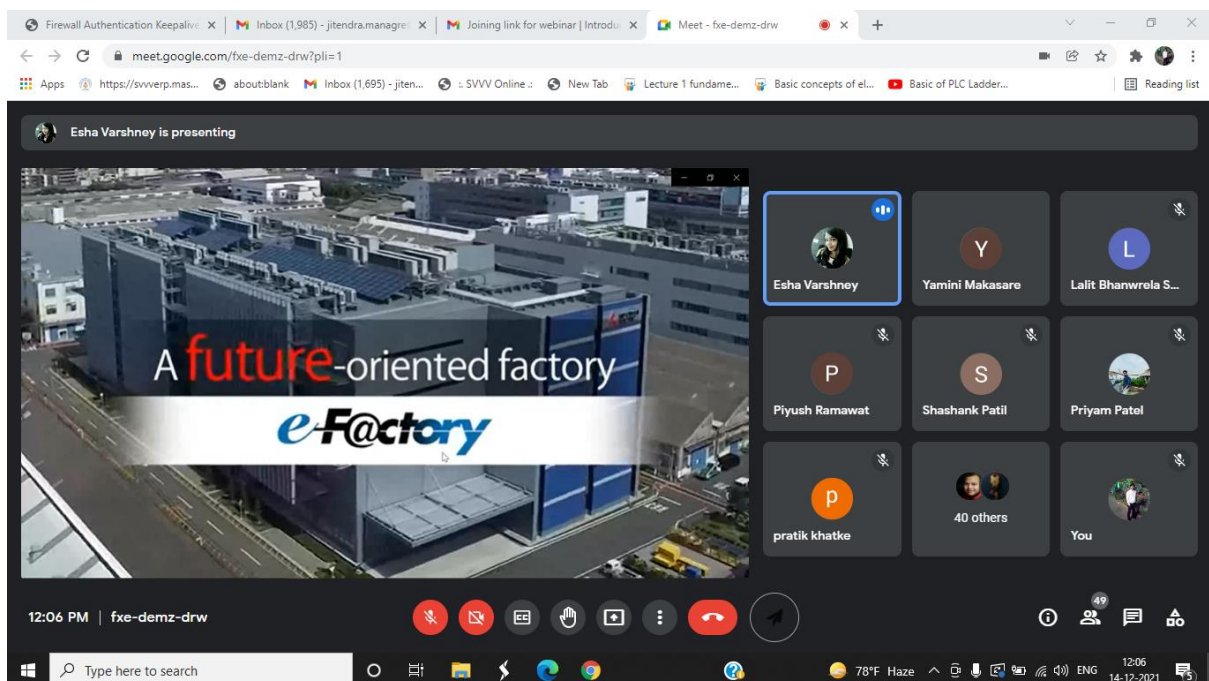 Firewall Authentication Keepalive
Inbox (1,985) - jitendra.managre
Joining link for webinar | Introdu
Meet - fxe-demz-drw
meet.google.com/fxe-demz-drw?pli=1
Apps
https://svvverp.mas...
about:blank
Inbox (1,695) - jiten...
:. SVVV Online .:
New Tab
Lecture 1 fundame...
Basic concepts of el...
Basic of PLC Ladder...
Reading list
Esha Varshney is presenting
A future-oriented factory
e-F@ctory
Esha Varshney
Y
Yamini Makasare
L
Lalit Bhanwrela S...
P
Piyush Ramawat
S
Shashank Patil
Priyam Patel
p
pratik khatke
40 others
You
12:06 PM | fxe-demz-drw
CC
49
Type here to search
78°F Haze
ENG
12:06
14-12-2021
5